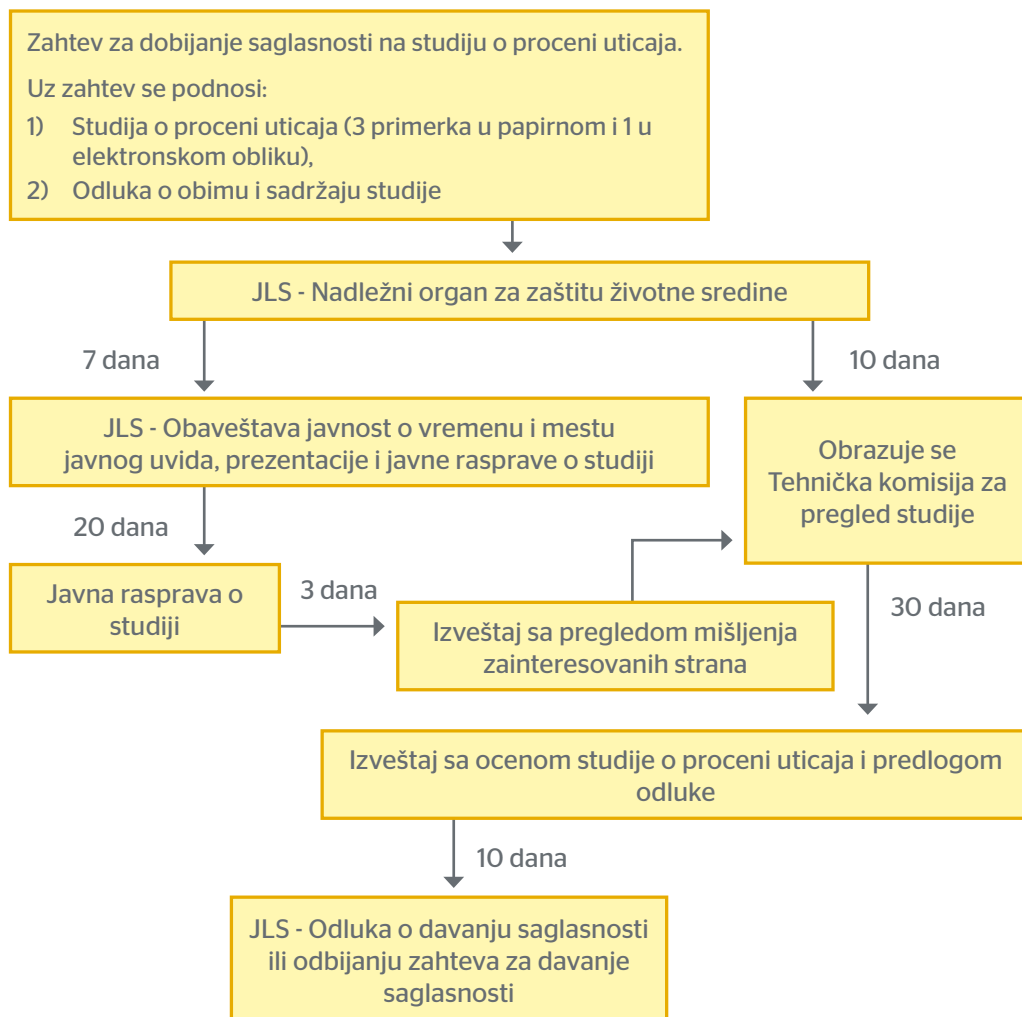 Zahtev za dobijanje saglasnosti na studiju o proceni uticaja.
Uz zahtev se podnosi:
1) Studija o proceni uticaja (3 primerka u papirnom i 1 u
elektronskom obliku),
2) Odluka o obimu i sadržaju studije
JLS - Nadležni organ za zaštitu životne sredine
7 dana
10 dana
JLS - Obaveštava javnost o vremenu i mestu
javnog uvida, prezentacije i javne rasprave o studiji
Obrazuje se
Tehnička komisija za
pregled studije
20 dana
Javna rasprava o
studiji
3 dana
Izveštaj sa pregledom mišljenja
zainteresovanih strana
30 dana
Izveštaj sa ocenom studije o proceni uticaja i predlogom
odluke
10 dana
JLS - Odluka o davanju saglasnosti
ili odbijanju zahteva za davanje
saglasnosti